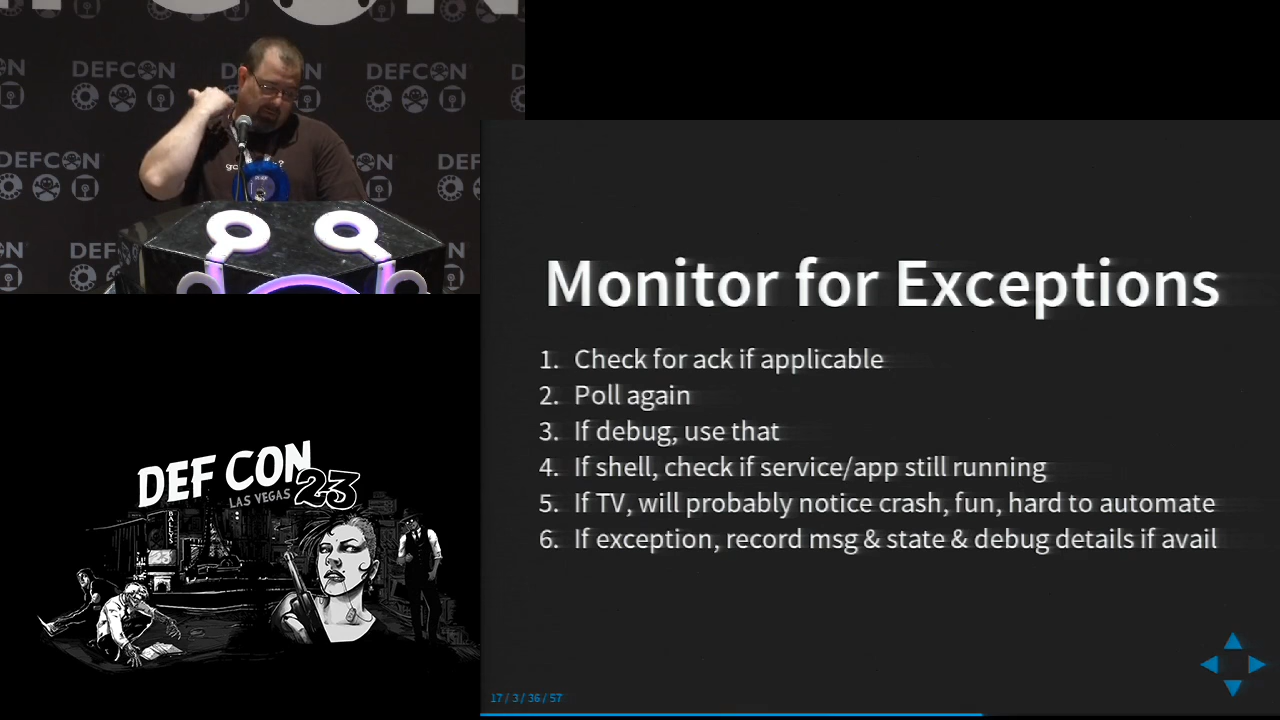 DEFCON
DEFCON
DEFCON
DEFCON
DEF
DEFCON
DEF CON 23
LAS VEGAS
BALLY'S
Monitor for Exceptions
1. Check for ack if applicable
2. Poll again
3. If debug, use that
4. If shell, check if service/app still running
5. If TV, will probably notice crash, fun, hard to automate
6. If exception, record msg & state & debug details if avail
17 / 3 / 36 / 57